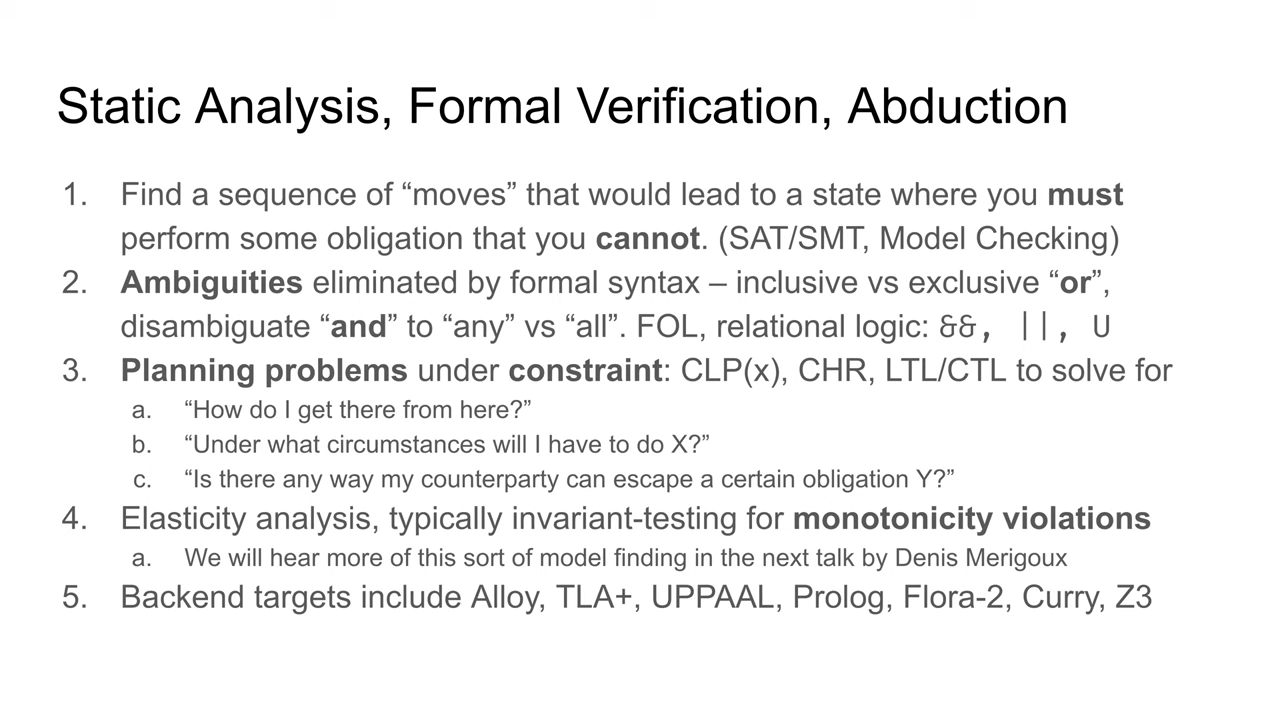 Static Analysis, Formal Verification, Abduction
1. Find a sequence of “moves” that would lead to a state where you must
perform some obligation that you cannot. (SAT/SMT, Model Checking)
2. Ambiguities eliminated by formal syntax – inclusive vs exclusive “or”,
disambiguate “and” to “any” vs “all”. FOL, relational logic: &&, ||, U
3. Planning problems under constraint: CLP(x), CHR, LTL/CTL to solve for
a. “How do I get there from here?”
b. “Under what circumstances will I have to do X?”
c. “Is there any way my counterparty can escape a certain obligation Y?”
4. Elasticity analysis, typically invariant-testing for monotonicity violations
a. We will hear more of this sort of model finding in the next talk by Denis Merigoux
5. Backend targets include Alloy, TLA+, UPPAAL, Prolog, Flora-2, Curry, Z3